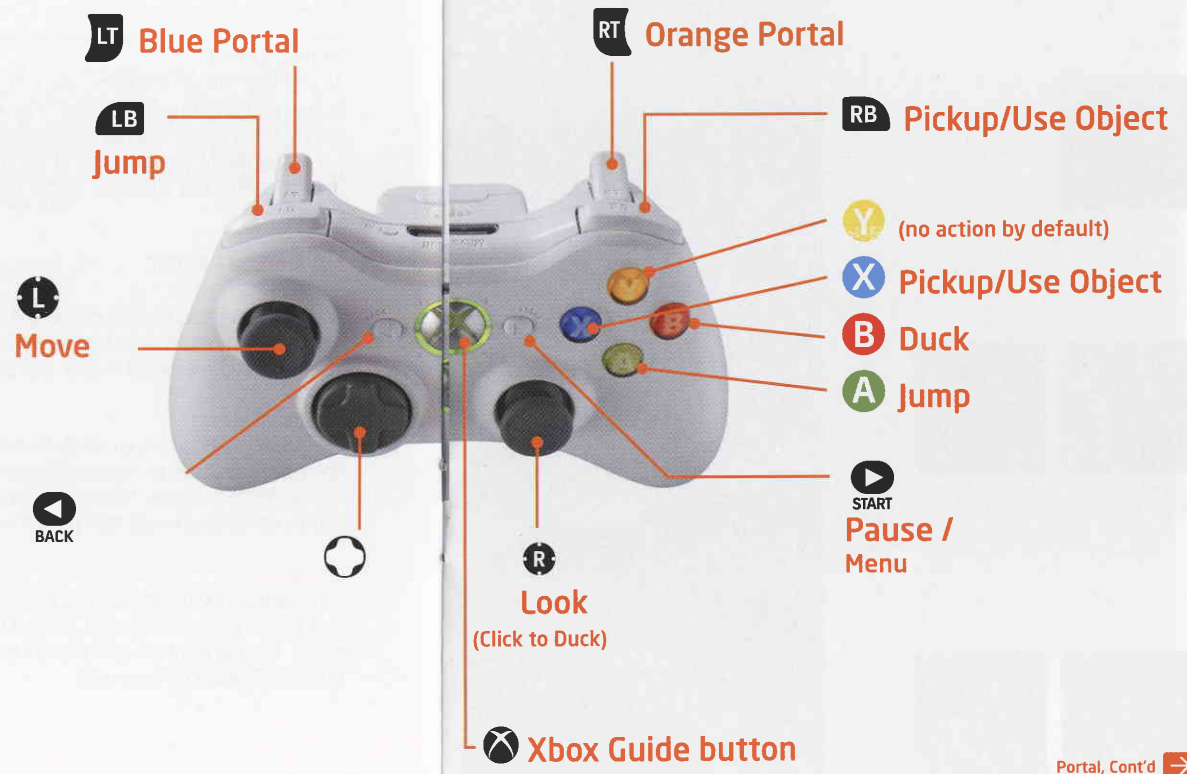 LT Blue Portal
RT Orange Portal
LB
Jump
RB Pickup/Use Object
Y (no action by default)
X Pickup/Use Object
B Duck
A Jump
L
Move
BACK
START
Pause /
Menu
R
Look
(Click to Duck)
Xbox Guide button
Portal, Cont'd